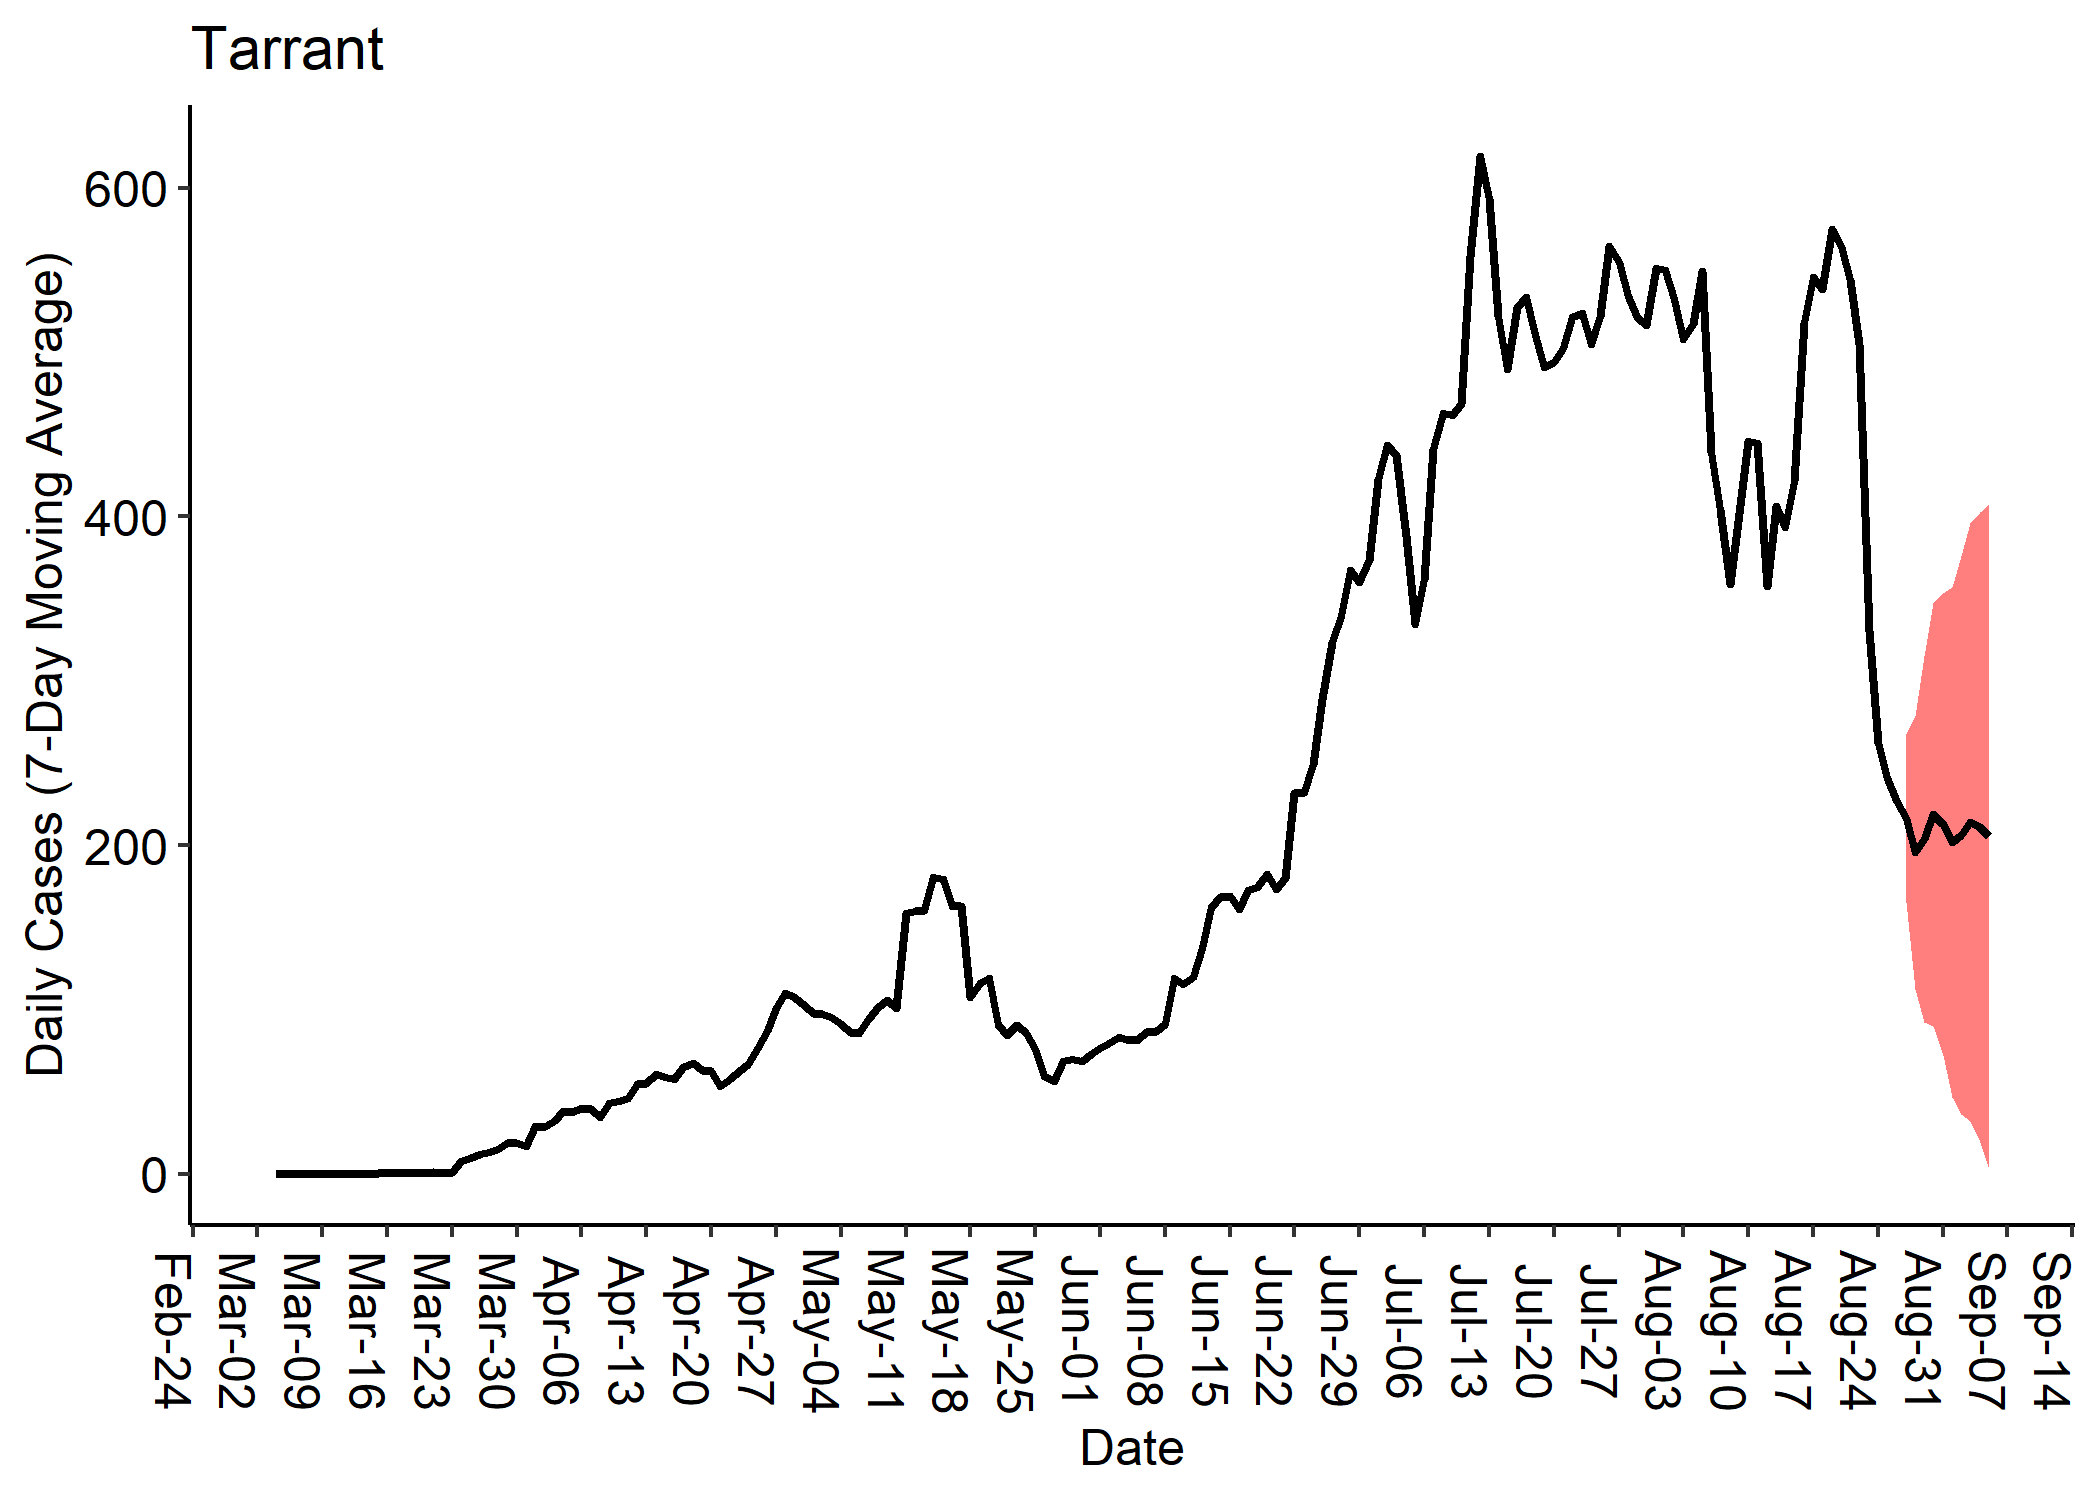 Tarrant
Daily Cases (7-Day Moving Average)
600
400
200
0
Feb-24
Mar-02
Mar-09
Mar-16
Mar-23
Mar-30
Apr-06
Apr-13
Apr-20
Apr-27
May-04
May-11
May-18
May-25
Jun-01
Jun-08
Jun-15
Jun-22
Jun-29
Jul-06
Jul-13
Jul-20
Jul-27
Aug-03
Aug-10
Aug-17
Aug-24
Aug-31
Sep-07
Sep-14
Date